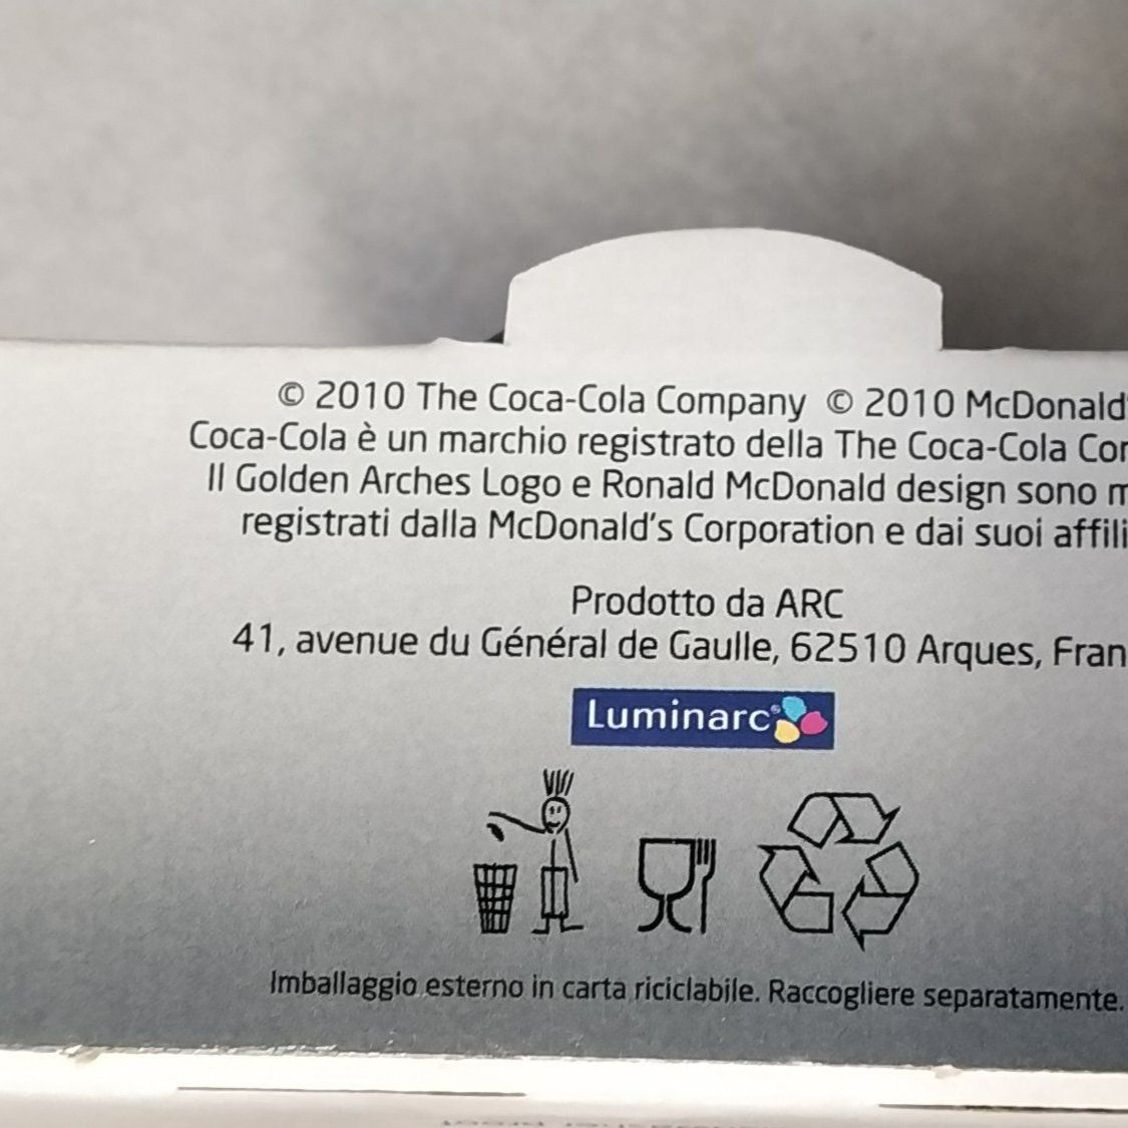 © 2010 The Coca-Cola Company © 2010 McDonald'
Coca-Cola è un marchio registrato della The Coca-Cola
Il Golden Arches Logo e Ronald McDonald design sono
registrati dalla McDonald's Corporation e dai suoi
Prodotto da ARC
41, avenue du Général de Gaulle, 62510 Arques,
Luminarc®
Imballaggio esterno in carta riciclabile. Raccogliere separatamente.